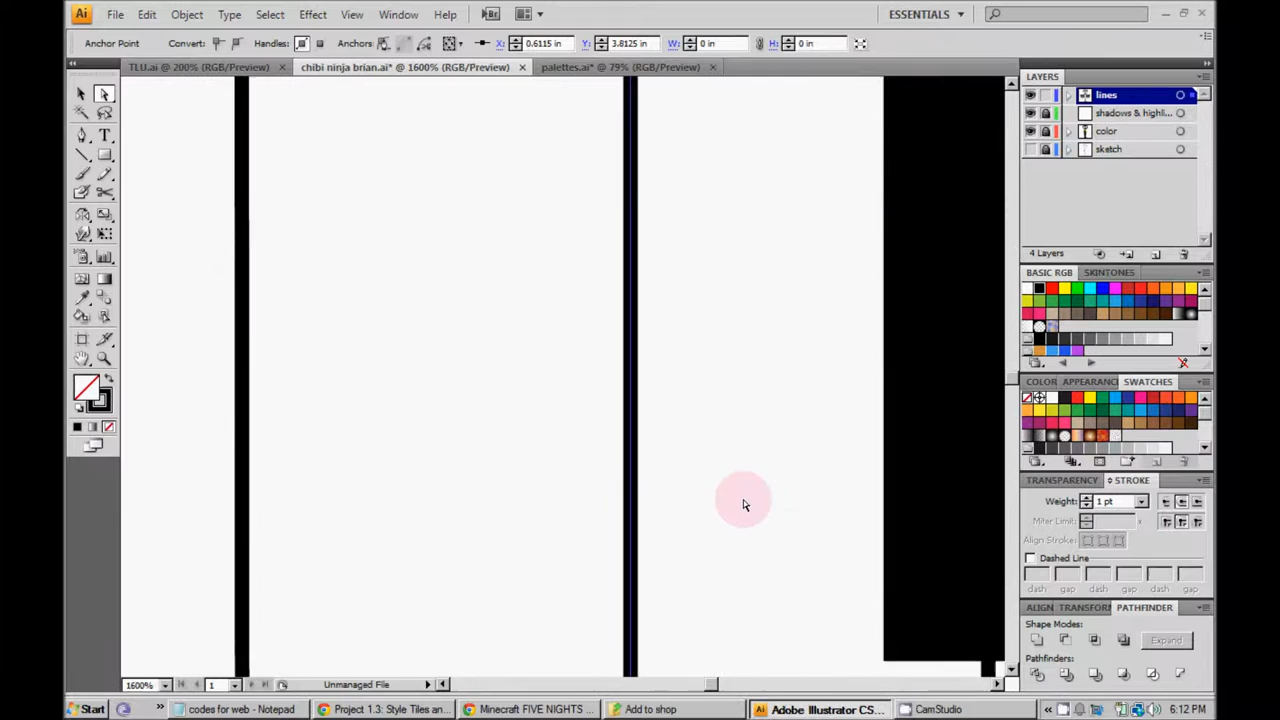 Ai File Edit Object Type Select Effect View Window Help Br ESSENTIALS
Anchor Point Convert: Handles: Anchors: X: 0.6115 in Y: 3.8125 in W: 0 in H: 0 in
TLU.ai @ 200% (RGB/Preview) × chibi ninja brian.ai* @ 1600% (RGB/Preview) × palettes.ai* @ 79% (RGB/Preview) ×
LAYERS
lines
shadows & highli...
color
sketch
4 Layers
BASIC RGB SKINTONES
COLOR APPEARANC SWATCHES
TRANSPARENCY STROKE
Weight: 1 pt
Miter Limit: x
Align Stroke:
Dashed Line
dash gap dash gap dash gap
ALIGN TRANSFORM PATHFINDER
Shape Modes:
Expand
Pathfinders:
1600% 1 Unmanaged File
Start » codes for web - Notepad Project 1.3: Style Tiles an... Minecraft FIVE NIGHTS ... Add to shop Ai Adobe Illustrator CS... CamStudio « 6:12 PM